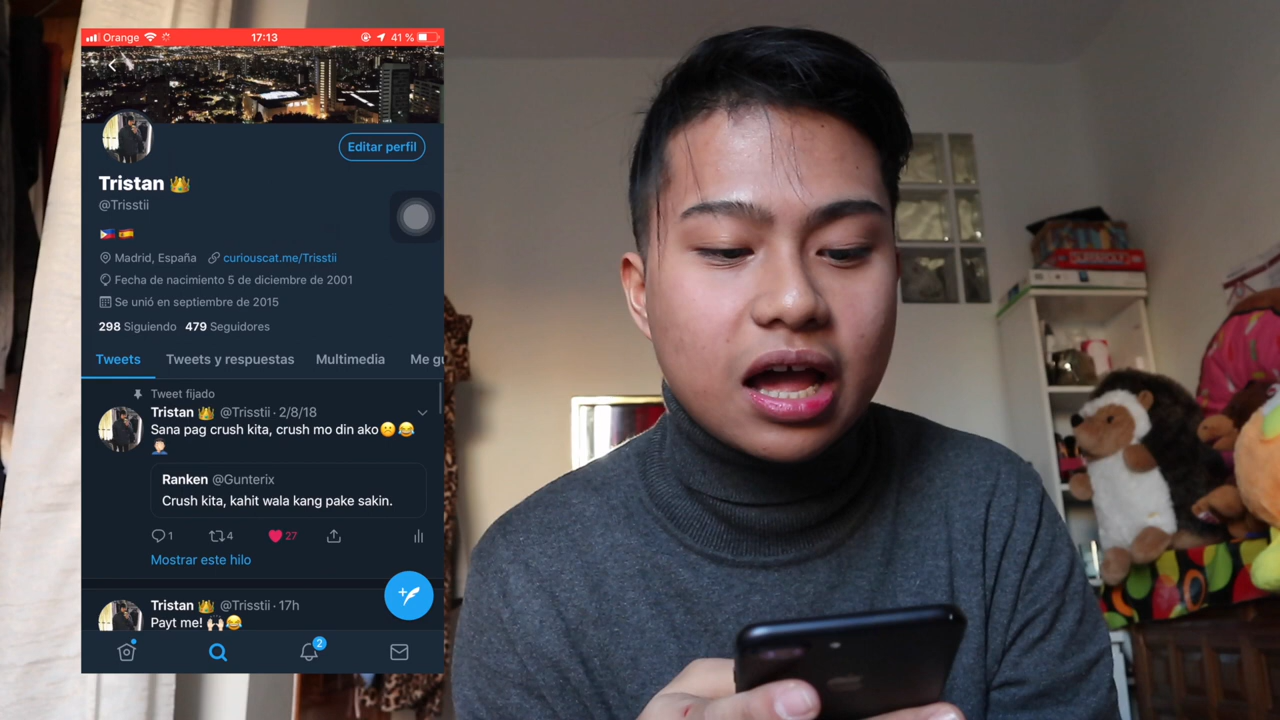 Orange 17:13 41 %
Editar perfil
Tristan 👑
@Trisstii
🇵🇭 🇪🇸
Madrid, España curiouscat.me/Trisstii
Fecha de nacimiento 5 de diciembre de 2001
Se unió en septiembre de 2015
298 Siguiendo 479 Seguidores
Tweets Tweets y respuestas Multimedia Me gu
Tweet fijado
Tristan 👑 @Trisstii · 2/8/18
Sana pag crush kita, crush mo din ako☹️😂
🤦🏻‍♂️
Ranken @Gunterix
Crush kita, kahit wala kang pake sakin.
1 4 27
Mostrar este hilo
Tristan 👑 @Trisstii · 17h
Payt me! 🙌🏻😂
2